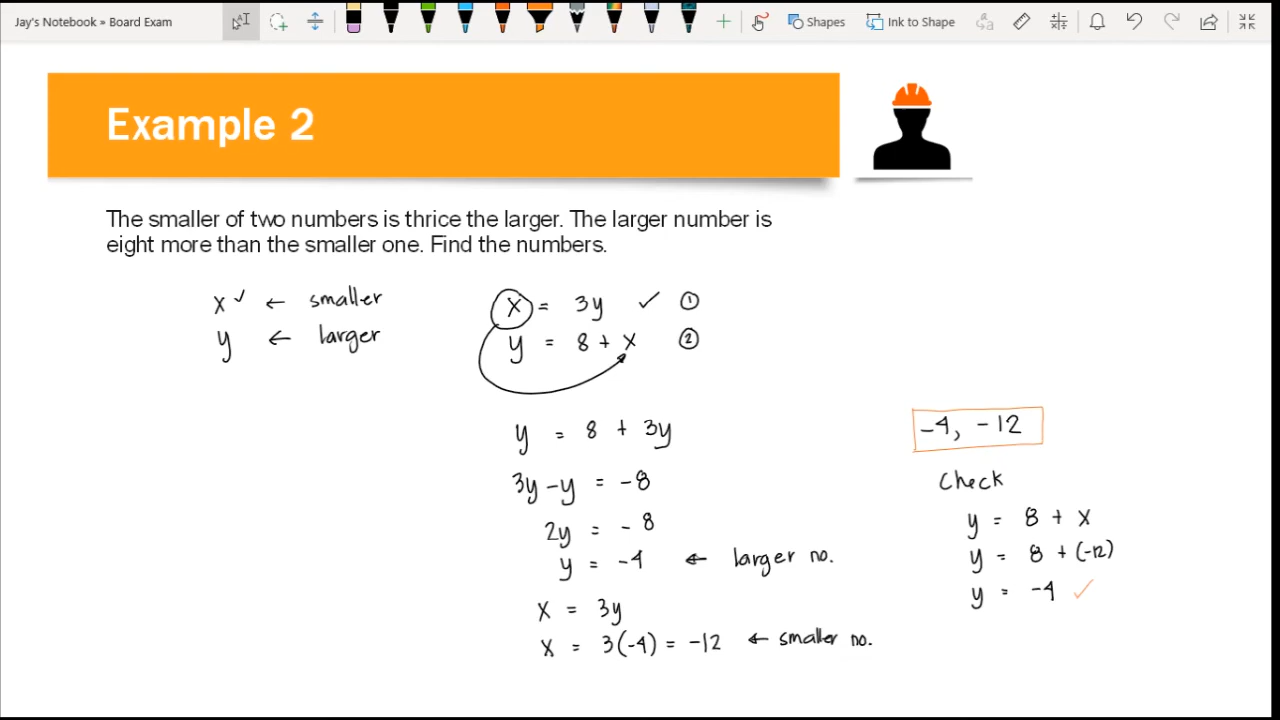 Jay's Notebook » Board Exam
Shapes
Ink to Shape
Example 2
The smaller of two numbers is thrice the larger. The larger number is
eight more than the smaller one. Find the numbers.
x ✓ ← smaller
y ← larger
x = 3y ✓ ①
y = 8 + x ②
y = 8 + 3y
3y - y = -8
2y = -8
y = -4 ← larger no.
x = 3y
x = 3(-4) = -12 ← smaller no.
-4, -12
Check
y = 8 + x
y = 8 + (-12)
y = -4 ✓